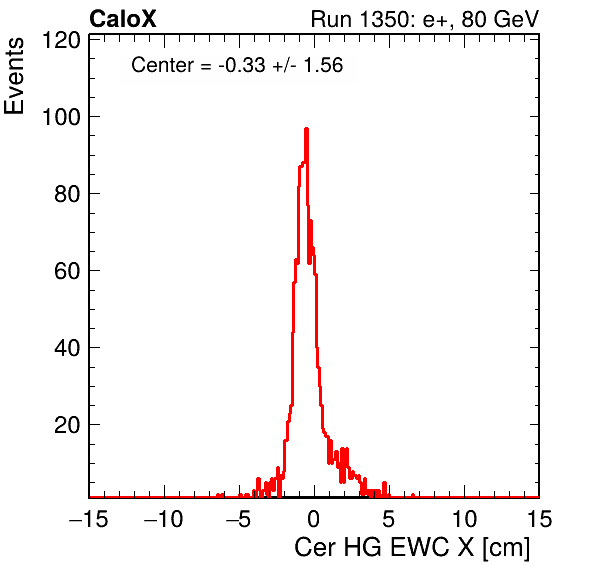 CaloX Run 1350: e+, 80 GeV
Center = -0.33 +/- 1.56
Events
120
100
80
60
40
20
−15 −10 −5 0 5 10 15
Cer HG EWC X [cm]